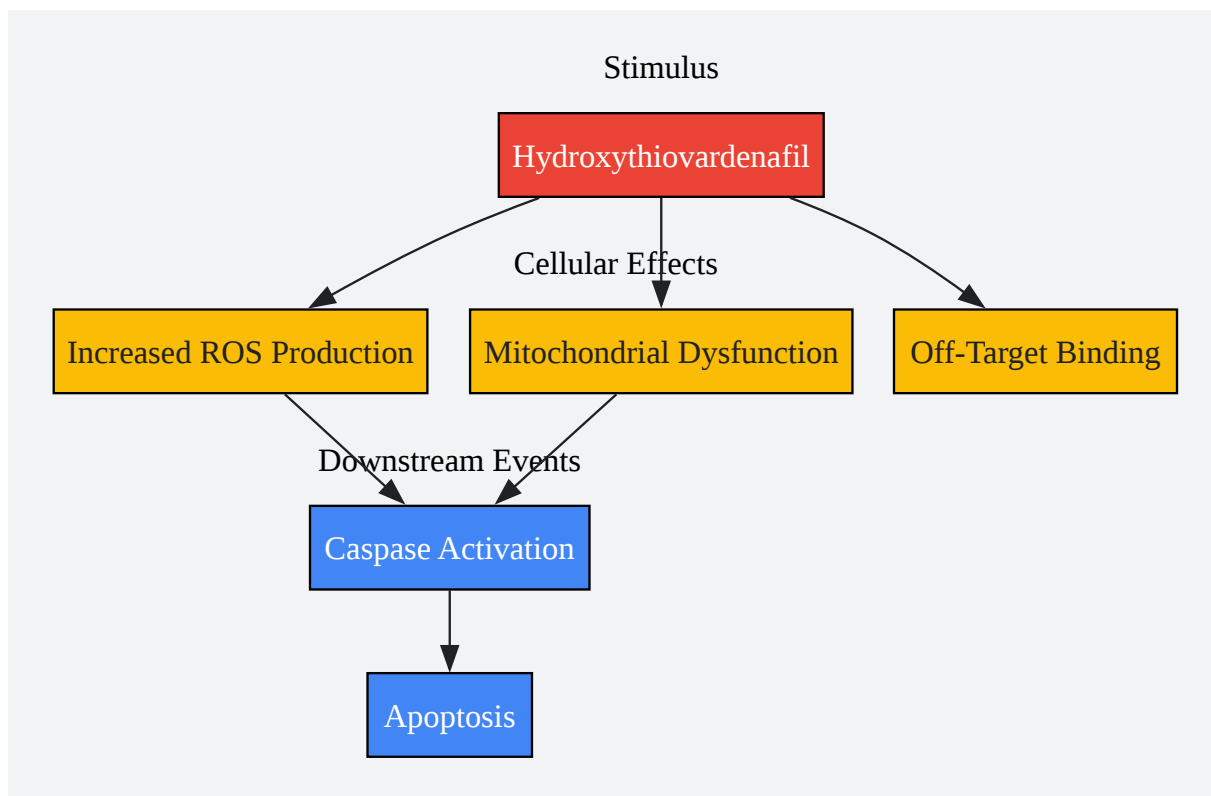 Stimulus
Hydroxythiovardenafil
Cellular Effects
Increased ROS Production
Mitochondrial Dysfunction
Off-Target Binding
Downstream Events
Caspase Activation
Apoptosis